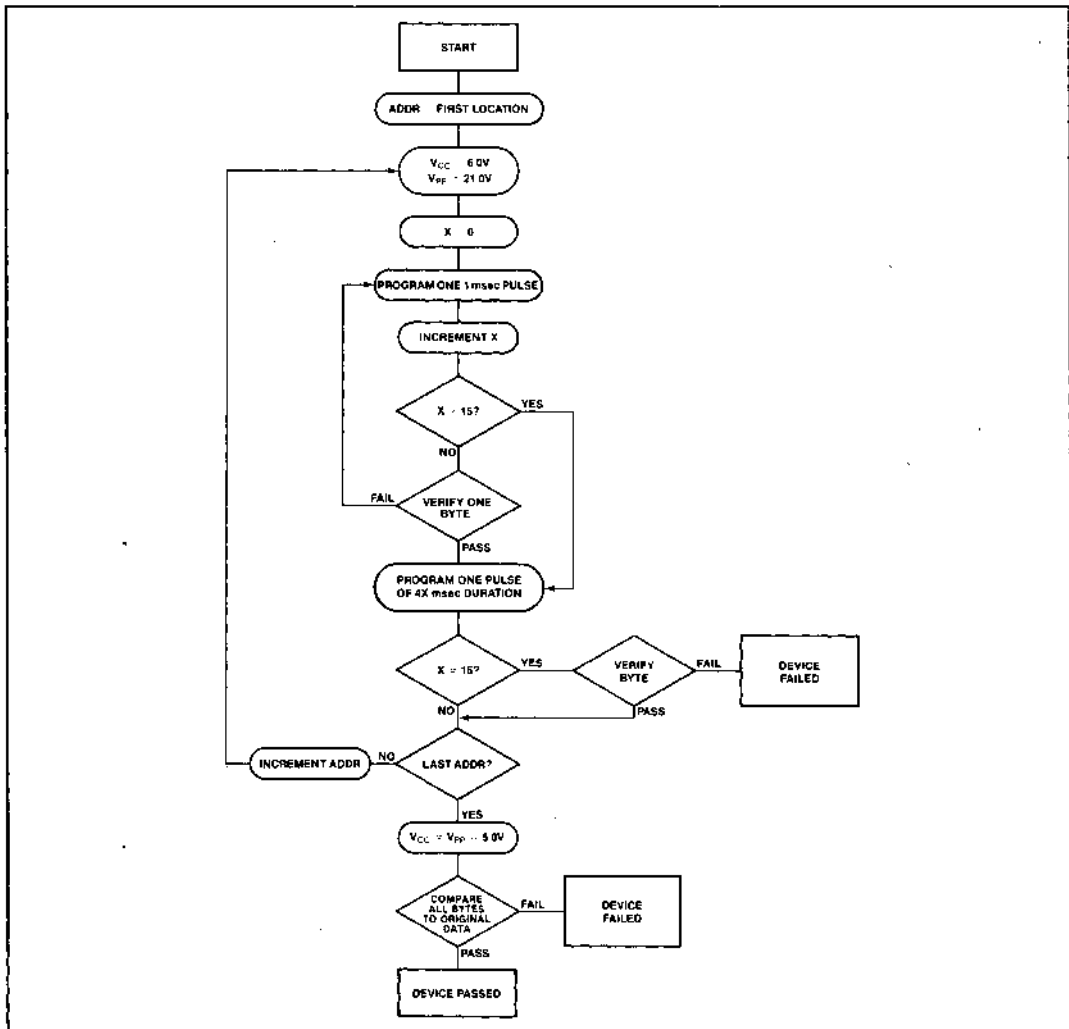 START
ADDR FIRST LOCATION
VCC 6.0V
VPP 21.0V
X 0
PROGRAM ONE 1 msec PULSE
INCREMENT X
X = 15?
YES
NO
FAIL
VERIFY ONE
BYTE
PASS
PROGRAM ONE PULSE
OF 4X msec DURATION
X = 15?
YES
VERIFY
BYTE
FAIL
DEVICE
FAILED
NO
PASS
INCREMENT ADDR
NO
LAST ADDR?
YES
VCC = VPP = 5.0V
COMPARE
ALL BYTES
TO ORIGINAL
DATA
FAIL
DEVICE
FAILED
PASS
DEVICE PASSED